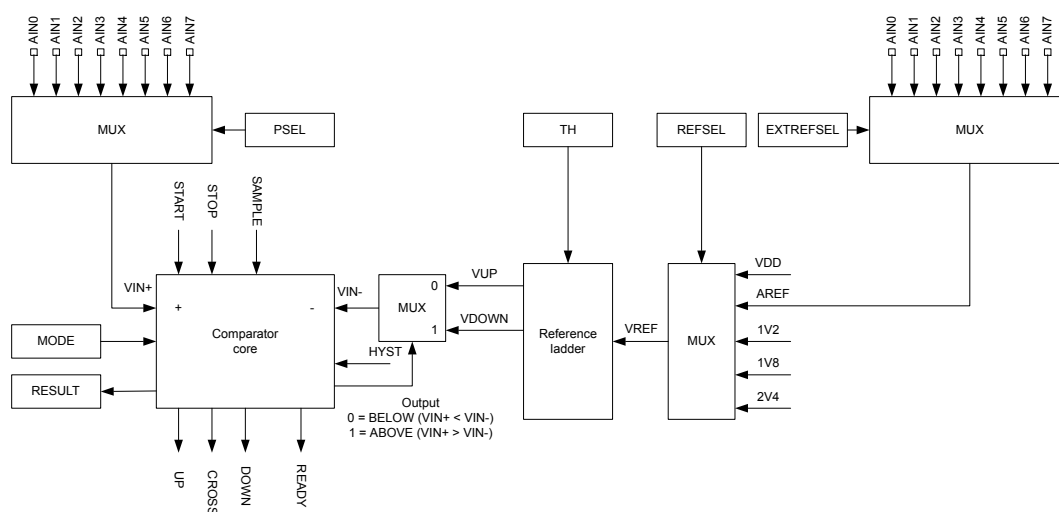 AIN0
AIN1
AIN2
AIN3
AIN4
AIN5
AIN6
AIN7
AIN0
AIN1
AIN2
AIN3
AIN4
AIN5
AIN6
AIN7
MUX
PSEL
TH
REFSEL
EXTREFSEL
MUX
START
STOP
SAMPLE
VIN+
+
-
VIN-
Comparator
core
MODE
RESULT
HYST
0
MUX
1
VUP
VDOWN
Reference
ladder
VREF
MUX
VDD
AREF
1V2
1V8
2V4
Output
0 = BELOW (VIN+ < VIN-)
1 = ABOVE (VIN+ > VIN-)
UP
CROSS
DOWN
READY